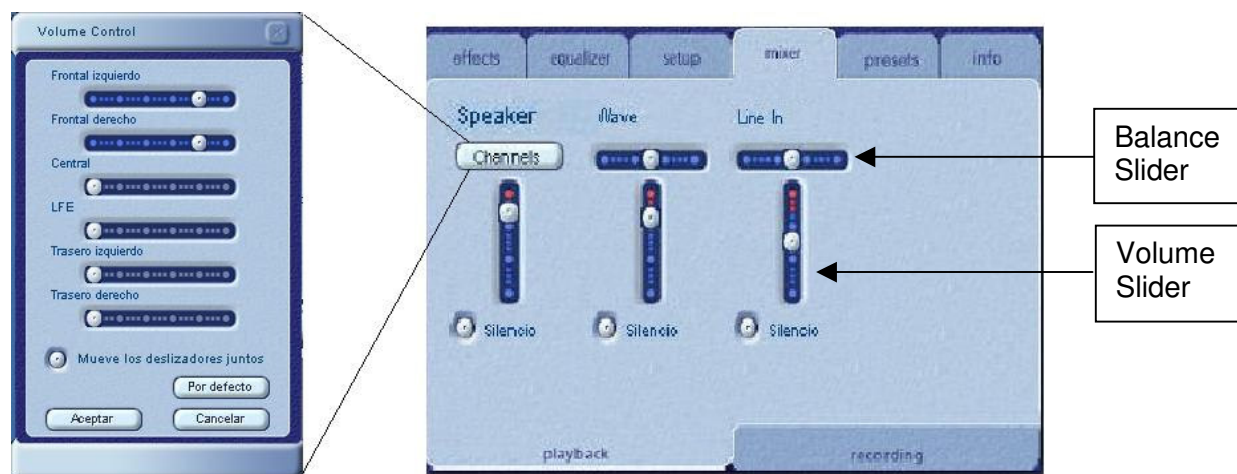 Volume Control
Frontal izquierdo
Frontal derecho
Central
LFE
Trasero izquierdo
Trasero derecho
Mueve los deslizadores juntos
Por defecto
Aceptar
Cancelar
effects
equalizer
setup
mixer
presets
info
Speaker
Wave
Line In
Channels
Silencio
Silencio
Silencio
playback
recording
Balance
Slider
Volume
Slider